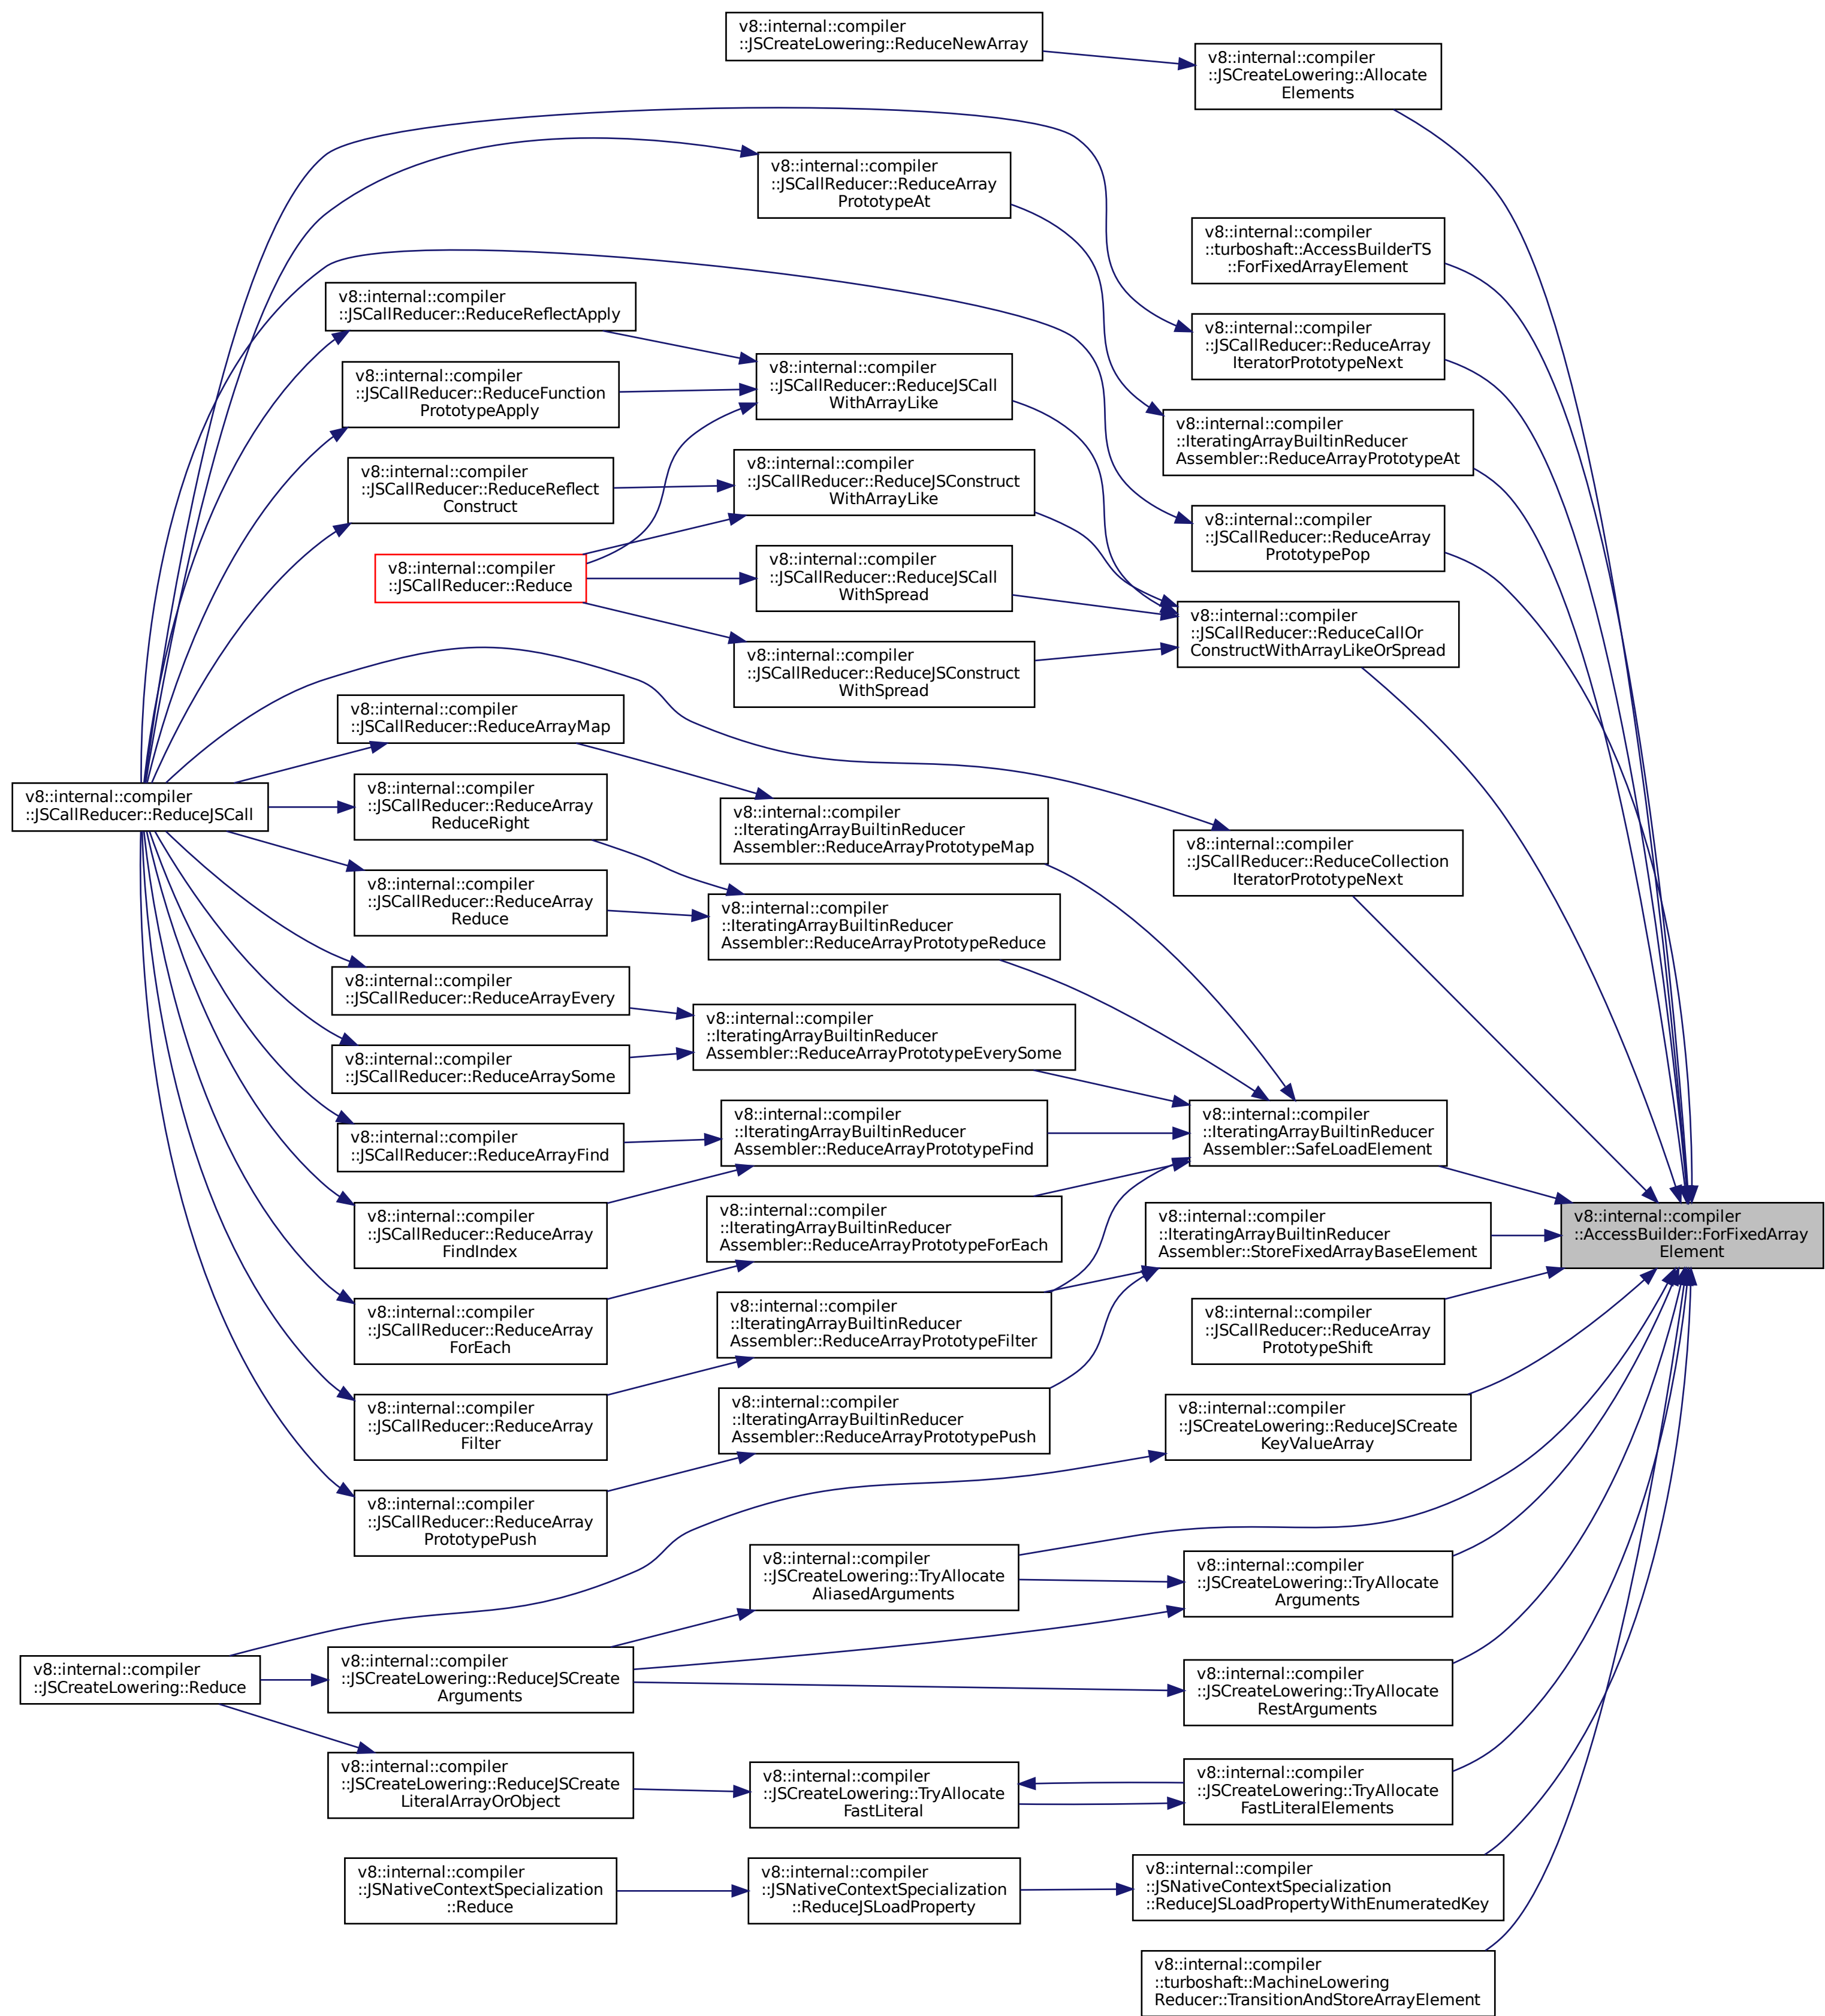 v8::internal::compiler
::JSCreateLowering::ReduceNewArray
v8::internal::compiler
::JSCreateLowering::Allocate
Elements
v8::internal::compiler
::JSCallReducer::ReduceArray
PrototypeAt
v8::internal::compiler
::turboshaft::AccessBuilderTS
::ForFixedArrayElement
v8::internal::compiler
::JSCallReducer::ReduceReflectApply
v8::internal::compiler
::JSCallReducer::ReduceArray
IteratorPrototypeNext
v8::internal::compiler
::JSCallReducer::ReduceFunction
PrototypeApply
v8::internal::compiler
::JSCallReducer::ReduceJSCall
WithArrayLike
v8::internal::compiler
::IteratingArrayBuiltinReducer
Assembler::ReduceArrayPrototypeAt
v8::internal::compiler
::JSCallReducer::ReduceReflect
Construct
v8::internal::compiler
::JSCallReducer::ReduceJSConstruct
WithArrayLike
v8::internal::compiler
::JSCallReducer::ReduceArray
PrototypePop
v8::internal::compiler
::JSCallReducer::Reduce
v8::internal::compiler
::JSCallReducer::ReduceJSCall
WithSpread
v8::internal::compiler
::JSCallReducer::ReduceCallOr
ConstructWithArrayLikeOrSpread
v8::internal::compiler
::JSCallReducer::ReduceJSConstruct
WithSpread
v8::internal::compiler
::JSCallReducer::ReduceArrayMap
v8::internal::compiler
::JSCallReducer::ReduceJSCall
v8::internal::compiler
::JSCallReducer::ReduceArray
ReduceRight
v8::internal::compiler
::IteratingArrayBuiltinReducer
Assembler::ReduceArrayPrototypeMap
v8::internal::compiler
::JSCallReducer::ReduceCollection
IteratorPrototypeNext
v8::internal::compiler
::JSCallReducer::ReduceArray
Reduce
v8::internal::compiler
::IteratingArrayBuiltinReducer
Assembler::ReduceArrayPrototypeReduce
v8::internal::compiler
::JSCallReducer::ReduceArrayEvery
v8::internal::compiler
::IteratingArrayBuiltinReducer
Assembler::ReduceArrayPrototypeEverySome
v8::internal::compiler
::JSCallReducer::ReduceArraySome
v8::internal::compiler
::IteratingArrayBuiltinReducer
Assembler::ReduceArrayPrototypeFind
v8::internal::compiler
::IteratingArrayBuiltinReducer
Assembler::SafeLoadElement
v8::internal::compiler
::JSCallReducer::ReduceArrayFind
v8::internal::compiler
::JSCallReducer::ReduceArray
FindIndex
v8::internal::compiler
::IteratingArrayBuiltinReducer
Assembler::ReduceArrayPrototypeForEach
v8::internal::compiler
::IteratingArrayBuiltinReducer
Assembler::StoreFixedArrayBaseElement
v8::internal::compiler
::AccessBuilder::ForFixedArray
Element
v8::internal::compiler
::JSCallReducer::ReduceArray
ForEach
v8::internal::compiler
::IteratingArrayBuiltinReducer
Assembler::ReduceArrayPrototypeFilter
v8::internal::compiler
::JSCallReducer::ReduceArray
PrototypeShift
v8::internal::compiler
::JSCallReducer::ReduceArray
Filter
v8::internal::compiler
::IteratingArrayBuiltinReducer
Assembler::ReduceArrayPrototypePush
v8::internal::compiler
::JSCreateLowering::ReduceJSCreate
KeyValueArray
v8::internal::compiler
::JSCallReducer::ReduceArray
PrototypePush
v8::internal::compiler
::JSCreateLowering::TryAllocate
AliasedArguments
v8::internal::compiler
::JSCreateLowering::TryAllocate
Arguments
v8::internal::compiler
::JSCreateLowering::Reduce
v8::internal::compiler
::JSCreateLowering::ReduceJSCreate
Arguments
v8::internal::compiler
::JSCreateLowering::TryAllocate
RestArguments
v8::internal::compiler
::JSCreateLowering::ReduceJSCreate
LiteralArrayOrObject
v8::internal::compiler
::JSCreateLowering::TryAllocate
FastLiteral
v8::internal::compiler
::JSCreateLowering::TryAllocate
FastLiteralElements
v8::internal::compiler
::JSNativeContextSpecialization
::Reduce
v8::internal::compiler
::JSNativeContextSpecialization
::ReduceJSLoadProperty
v8::internal::compiler
::JSNativeContextSpecialization
::ReduceJSLoadPropertyWithEnumeratedKey
v8::internal::compiler
::turboshaft::MachineLowering
Reducer::TransitionAndStoreArrayElement